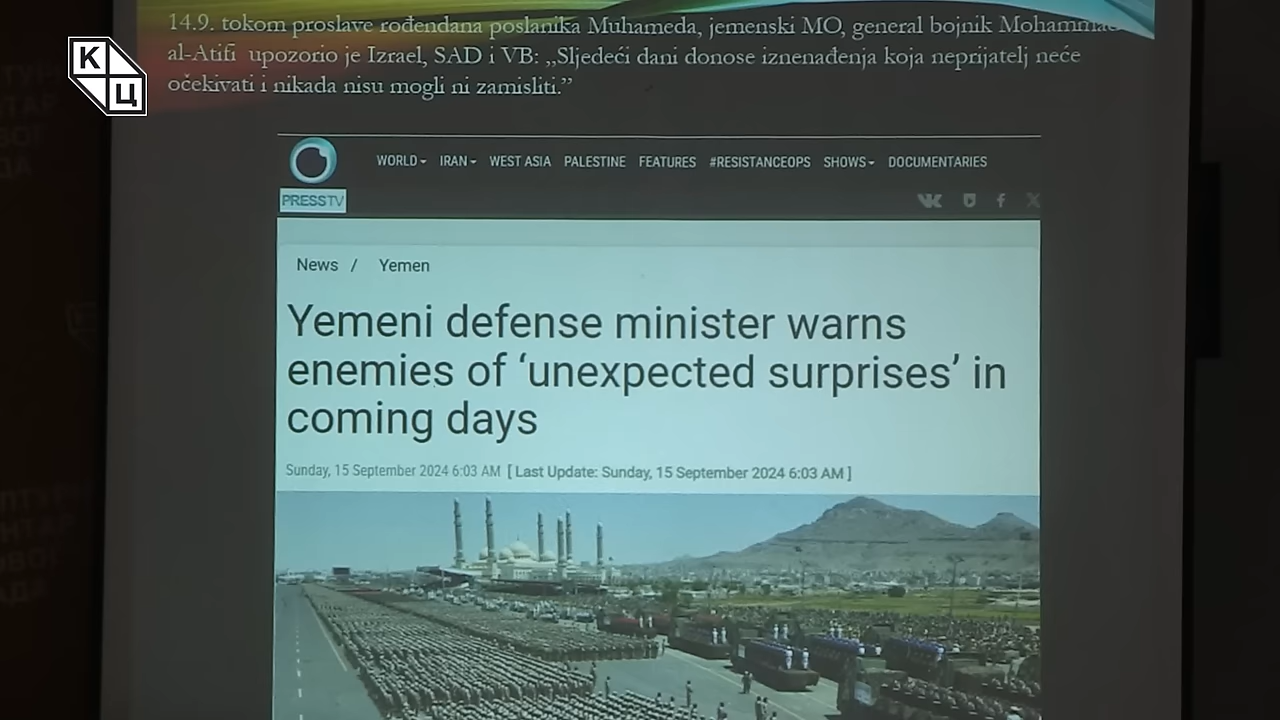 14.9. tokom proslave rođendana poslanika Muhameda, jemenski MO, general bojnik Mohammad
al-Atifi upozorio je Izrael, SAD i VB: „Sljedeći dani donose iznenađenja koja neprijatelj neće
očekivati i nikada nisu mogli ni zamisliti.”
К
Ц
WORLD IRAN WEST ASIA PALESTINE FEATURES #RESISTANCEOPS SHOWS DOCUMENTARIES
PRESSTV
News / Yemen
Yemeni defense minister warns
enemies of ‘unexpected surprises’ in
coming days
Sunday, 15 September 2024 6:03 AM [ Last Update: Sunday, 15 September 2024 6:03 AM ]